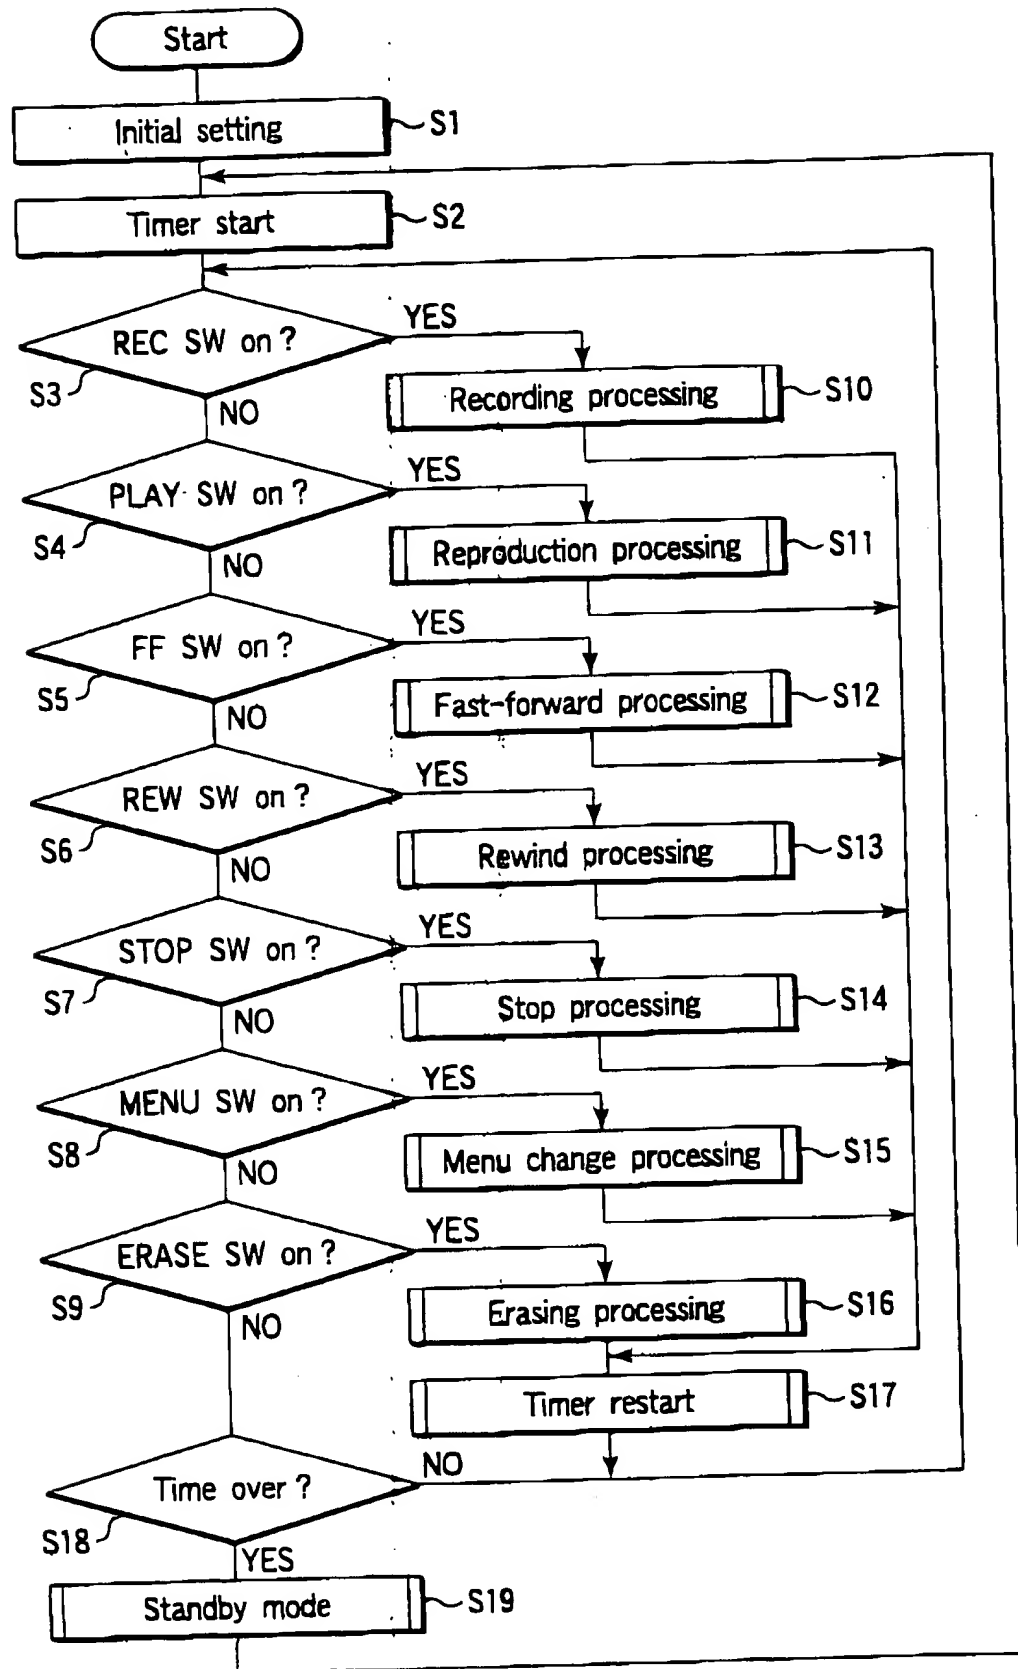 Start
Initial setting
S1
Timer start
S2
REC SW on?
S3
YES
NO
Recording processing
S10
PLAY SW on?
S4
YES
NO
Reproduction processing
S11
FF SW on?
S5
YES
NO
Fast-forward processing
S12
REW SW on?
S6
YES
NO
Rewind processing
S13
STOP SW on?
S7
YES
NO
Stop processing
S14
MENU SW on?
S8
YES
NO
Menu change processing
S15
ERASE SW on?
S9
YES
NO
Erasing processing
S16
Timer restart
S17
Time over?
S18
NO
YES
Standby mode
S19